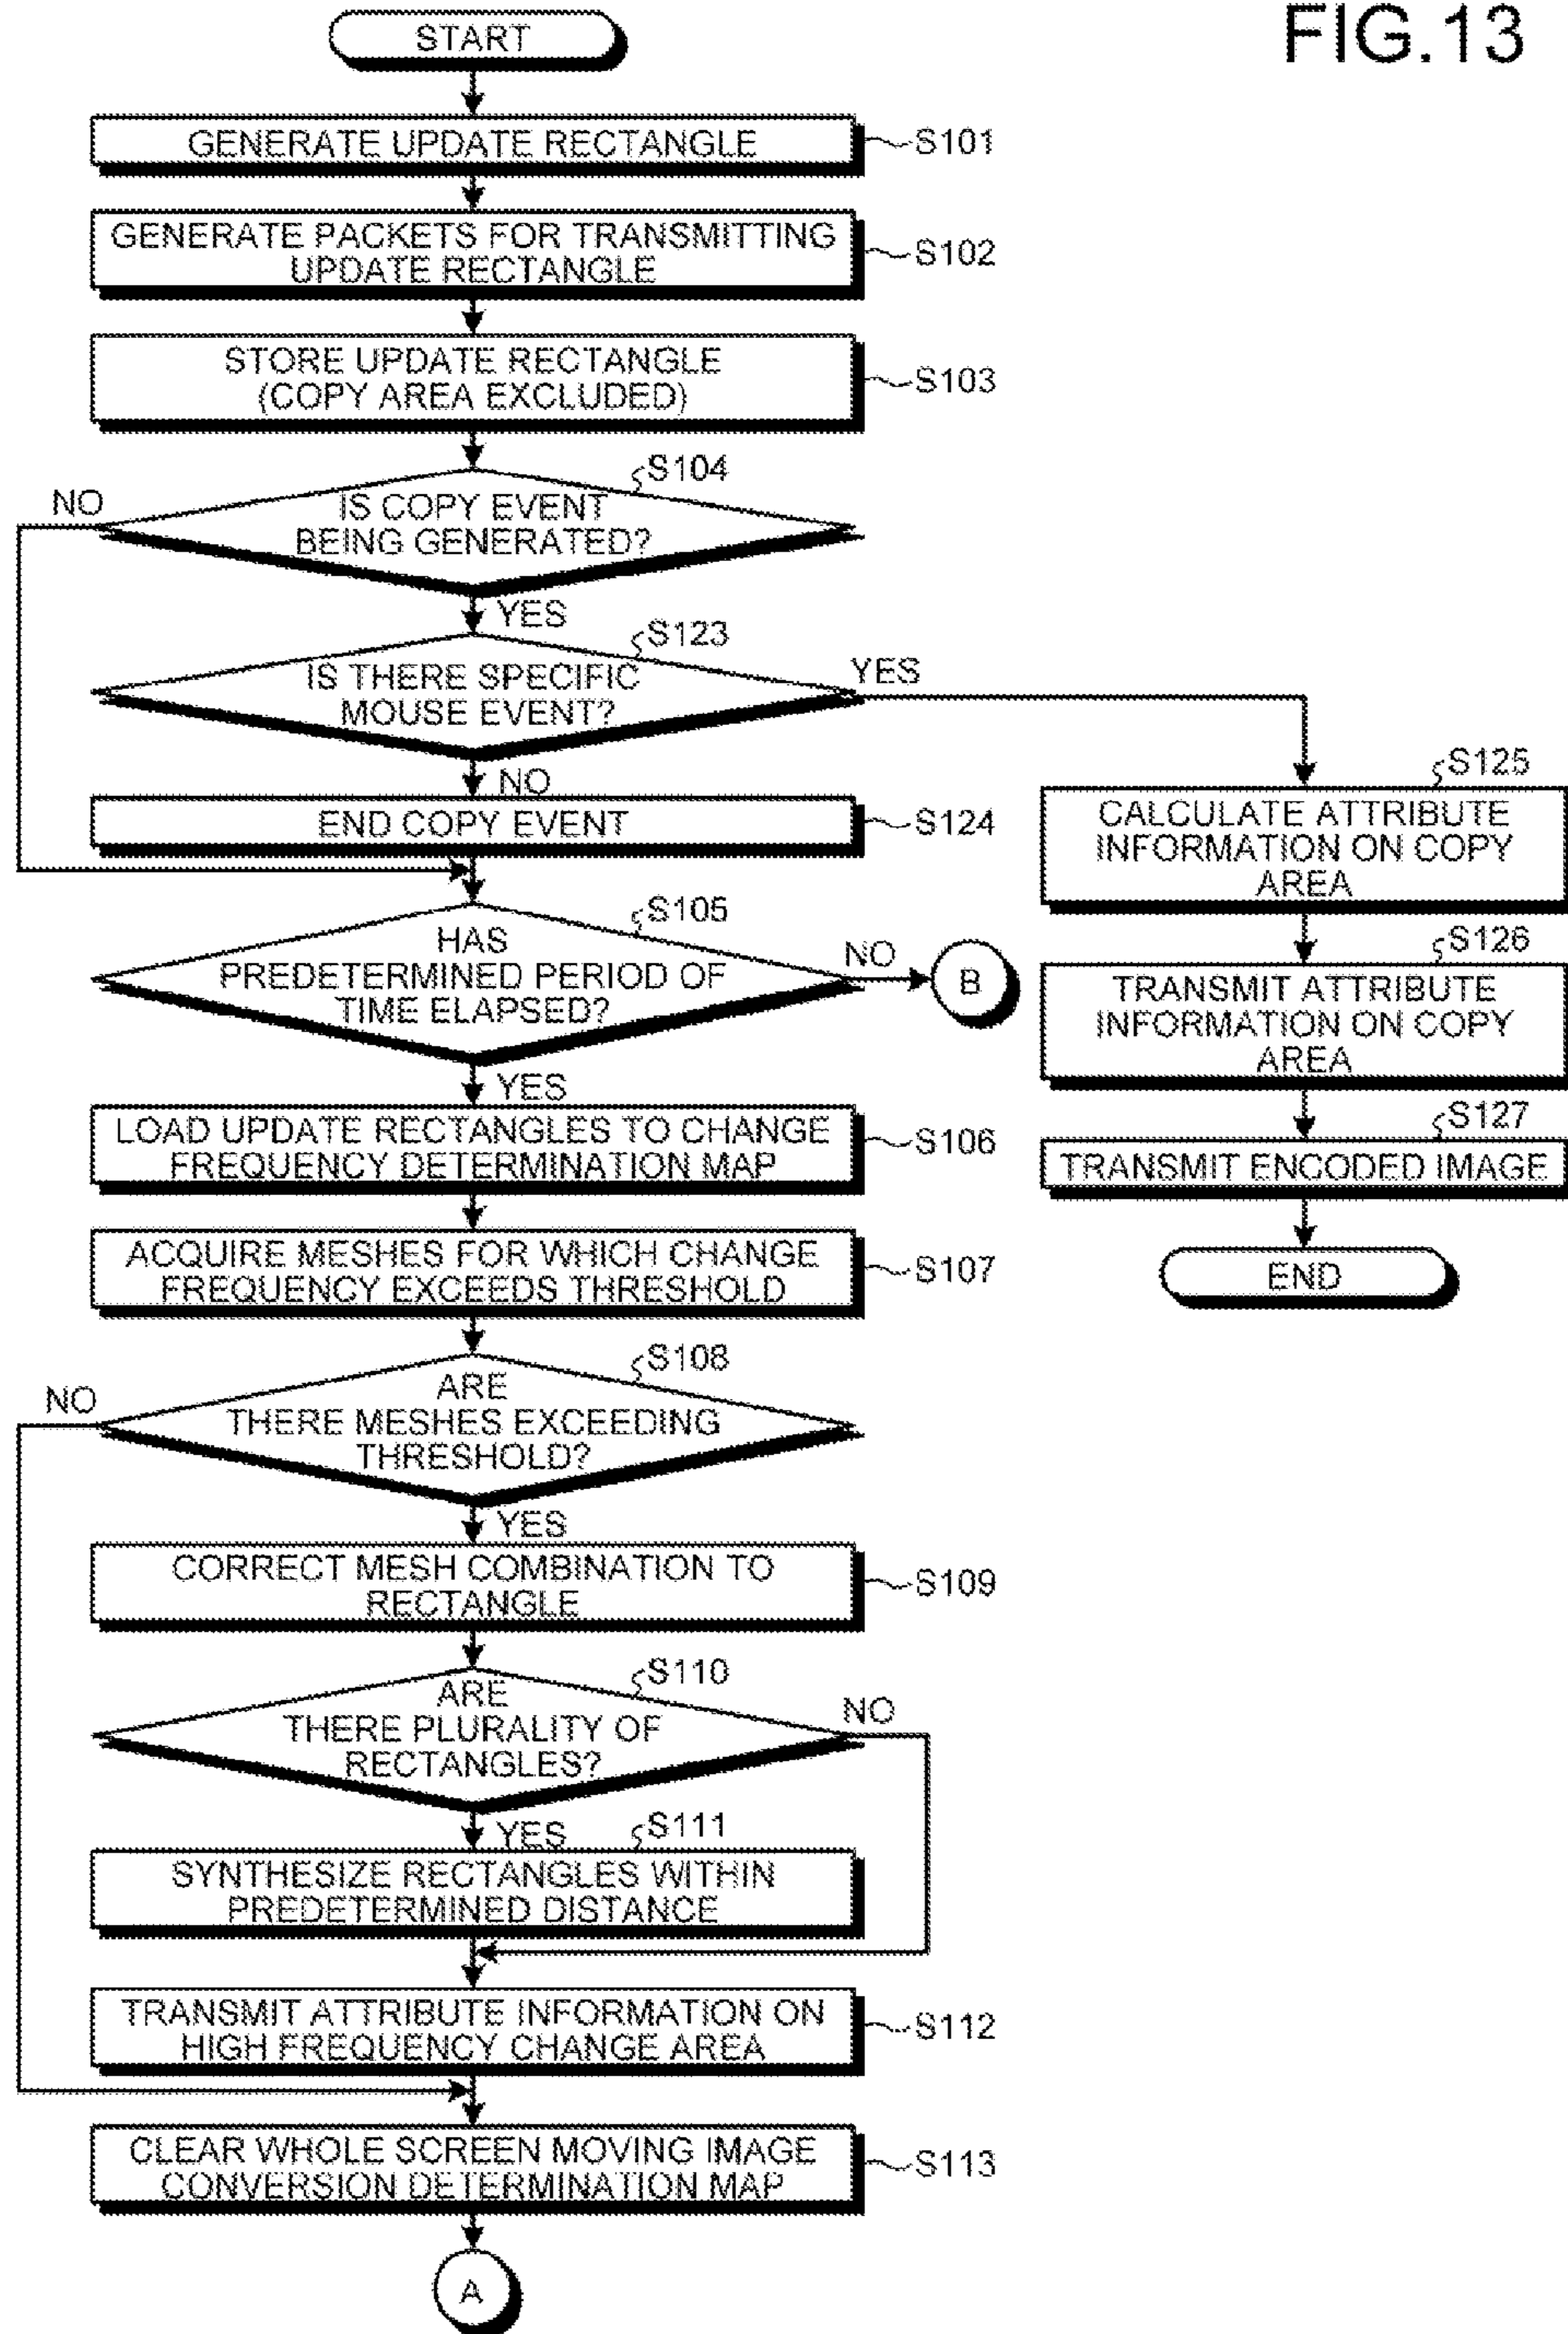 FIG.13
START
GENERATE UPDATE RECTANGLE
S101
GENERATE PACKETS FOR TRANSMITTING
UPDATE RECTANGLE
S102
STORE UPDATE RECTANGLE
(COPY AREA EXCLUDED)
S103
S104
NO
IS COPY EVENT
BEING GENERATED?
YES
S123
IS THERE SPECIFIC
MOUSE EVENT?
YES
NO
END COPY EVENT
S124
S125
CALCULATE ATTRIBUTE
INFORMATION ON COPY
AREA
S126
TRANSMIT ATTRIBUTE
INFORMATION ON COPY
AREA
S127
TRANSMIT ENCODED IMAGE
END
S105
HAS
PREDETERMINED PERIOD OF
TIME ELAPSED?
NO
B
YES
LOAD UPDATE RECTANGLES TO CHANGE
FREQUENCY DETERMINATION MAP
S106
ACQUIRE MESHES FOR WHICH CHANGE
FREQUENCY EXCEEDS THRESHOLD
S107
S108
NO
ARE
THERE MESHES EXCEEDING
THRESHOLD?
YES
CORRECT MESH COMBINATION TO
RECTANGLE
S109
S110
ARE
THERE PLURALITY OF
RECTANGLES?
NO
YES
S111
SYNTHESIZE RECTANGLES WITHIN
PREDETERMINED DISTANCE
TRANSMIT ATTRIBUTE INFORMATION ON
HIGH FREQUENCY CHANGE AREA
S112
CLEAR WHOLE SCREEN MOVING IMAGE
CONVERSION DETERMINATION MAP
S113
A